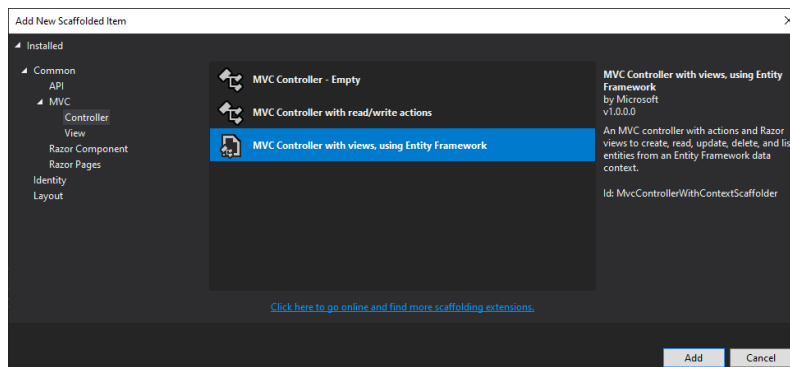 Add New Scaffolded Item
Installed
Common
API
MVC
Controller
View
Razor Component
Razor Pages
Identity
Layout
MVC Controller - Empty
MVC Controller with read/write actions
MVC Controller with views, using Entity Framework
Click here to go online and find more scaffolding extensions.
MVC Controller with views, using Entity
Framework
by Microsoft
v1.0.0.0
An MVC controller with actions and Razor
views to create, read, update, delete, and lis
entities from an Entity Framework data
context.
Id: MvcControllerWithContextScaffolder
Add
Cancel